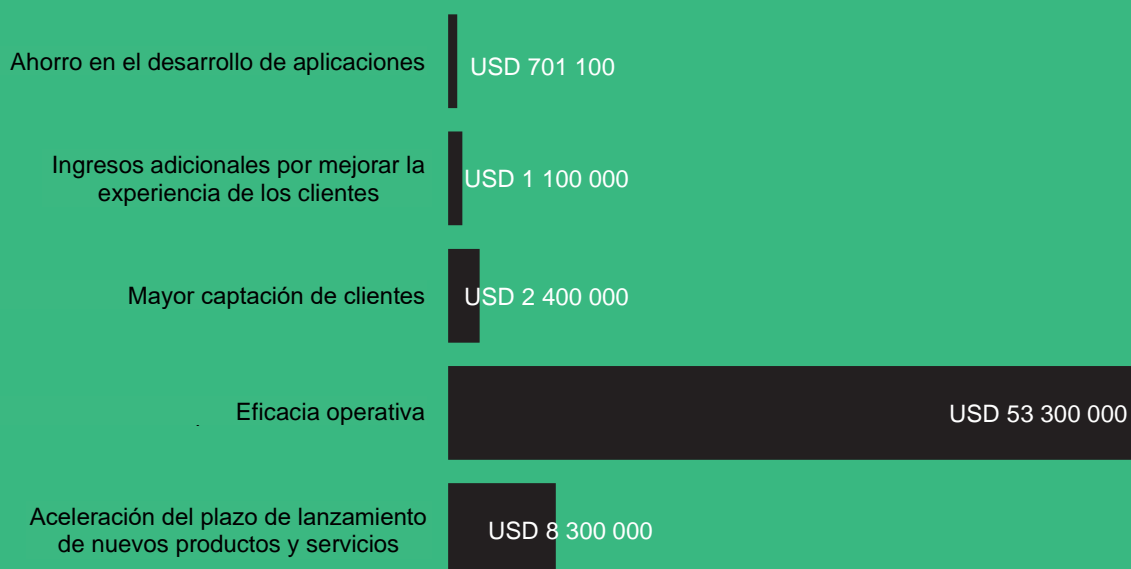 Ahorro en el desarrollo de aplicaciones
USD 701 100
Ingresos adicionales por mejorar la
experiencia de los clientes
USD 1 100 000
Mayor captación de clientes
USD 2 400 000
Eficacia operativa
USD 53 300 000
Aceleración del plazo de lanzamiento
de nuevos productos y servicios
USD 8 300 000